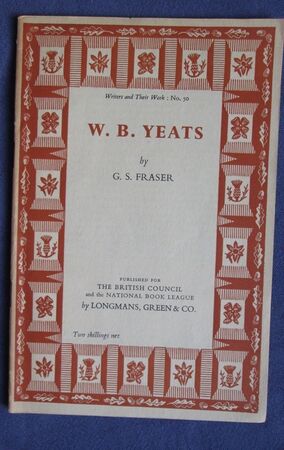 Writers and Their Work : No. 50
W. B. YEATS
by
G. S. FRASER
PUBLISHED FOR
THE BRITISH COUNCIL
and the NATIONAL BOOK LEAGUE
by LONGMANS, GREEN & CO.
Two shillings net